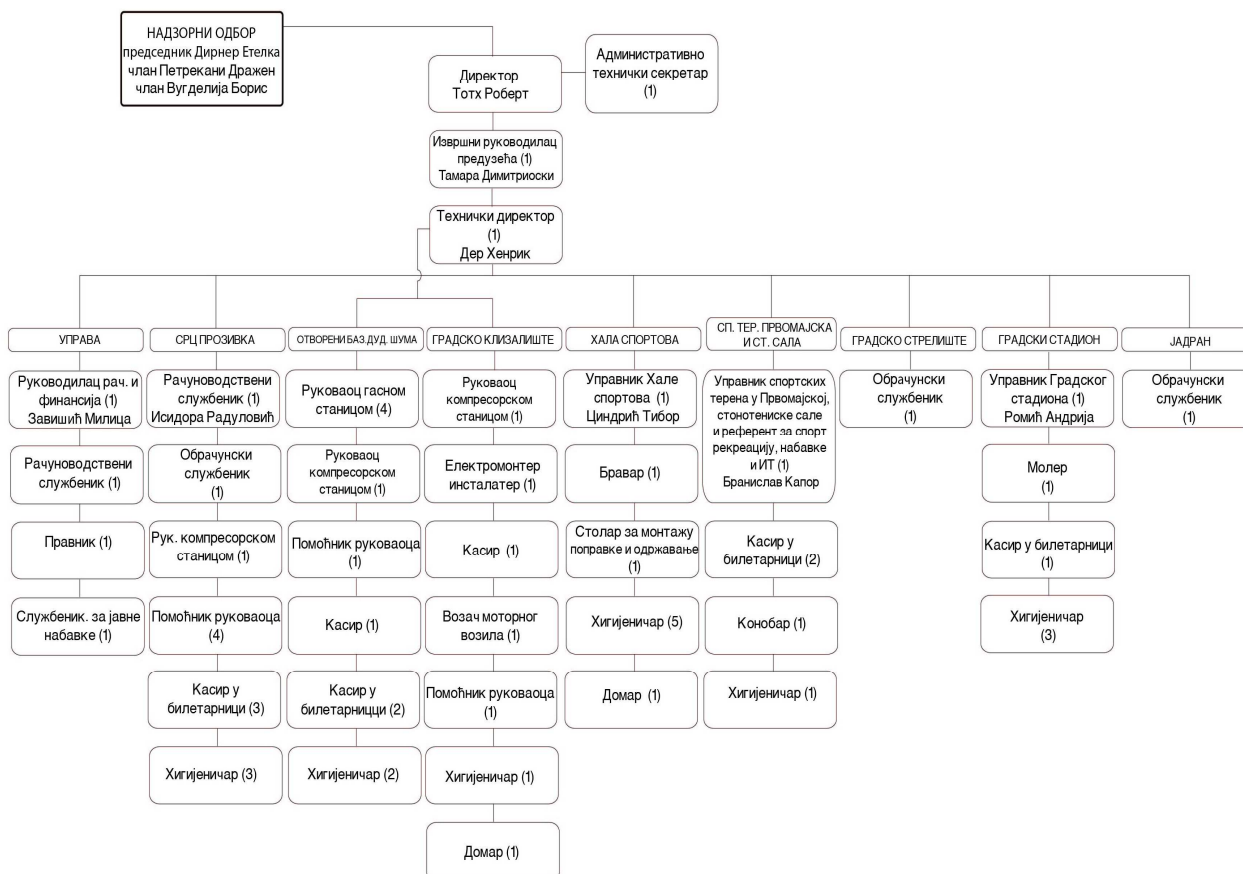 НАДЗОРНИ ОДБОР
председник Дирнер Етелка
члан Петрекани Дражен
члан Вугделија Борис
Директор
Тотх Роберт
Административно
технички секретар
(1)
Извршни руководилац
предузећа (1)
Тамара Димитриоски
Технички директор
(1)
Дер Хенрик
УПРАВА
Руководилац рач. и
финансија (1)
Завишић Милица
Рачуноводствени
службеник (1)
Правник (1)
Службеник. за јавне
набавке (1)
СРЦ ПРОЗИВКА
Рачуноводствени
службеник (1)
Исидора Радуловић
Обрачунски
службеник
(1)
Рук. компресорском
станицом (1)
Помоћник руковаоца
(4)
Касир у
билетарници (3)
Хигијеничар (3)
ОТВОРЕНИ БАЗ.ДУД. ШУМА
Руковаоц гасном
станицом (4)
Руковаоц
компресорском
станицом (1)
Помоћник руковаоца
(1)
Касир (1)
Касир у
билетарницци (2)
Хигијеничар (2)
ГРАДСКО КЛИЗАЛИШТЕ
Руковаоц
компресорском
станицом (1)
Електромонтер
инсталатер (1)
Касир (1)
Возач моторног
возила (1)
Помоћник руковаоца
(1)
Хигијеничар (1)
Домар (1)
ХАЛА СПОРТОВА
Управник Хале
спортова (1)
Циндрић Тибор
Бравар (1)
Столар за монтажу
поправке и одржавање
(1)
Хигијеничар (5)
Домар (1)
СП. ТЕР. ПРВОМАЈСКА
И СТ. САЛА
Управник спортских
терена у Првомајској,
стонотениске сале
и референт за спорт
рекреацију, набавке
и ИТ (1)
Бранислав Капор
Касир у
билетарници (2)
Конобар (1)
Хигијеничар (1)
ГРАДСКО СТРЕЛИШТЕ
Обрачунски
службеник
(1)
ГРАДСКИ СТАДИОН
Управник Градског
стадиона (1)
Ромић Андрија
Молер
(1)
Касир у билетарници
(1)
Хигијеничар
(3)
ЈАДРАН
Обрачунски
службеник
(1)